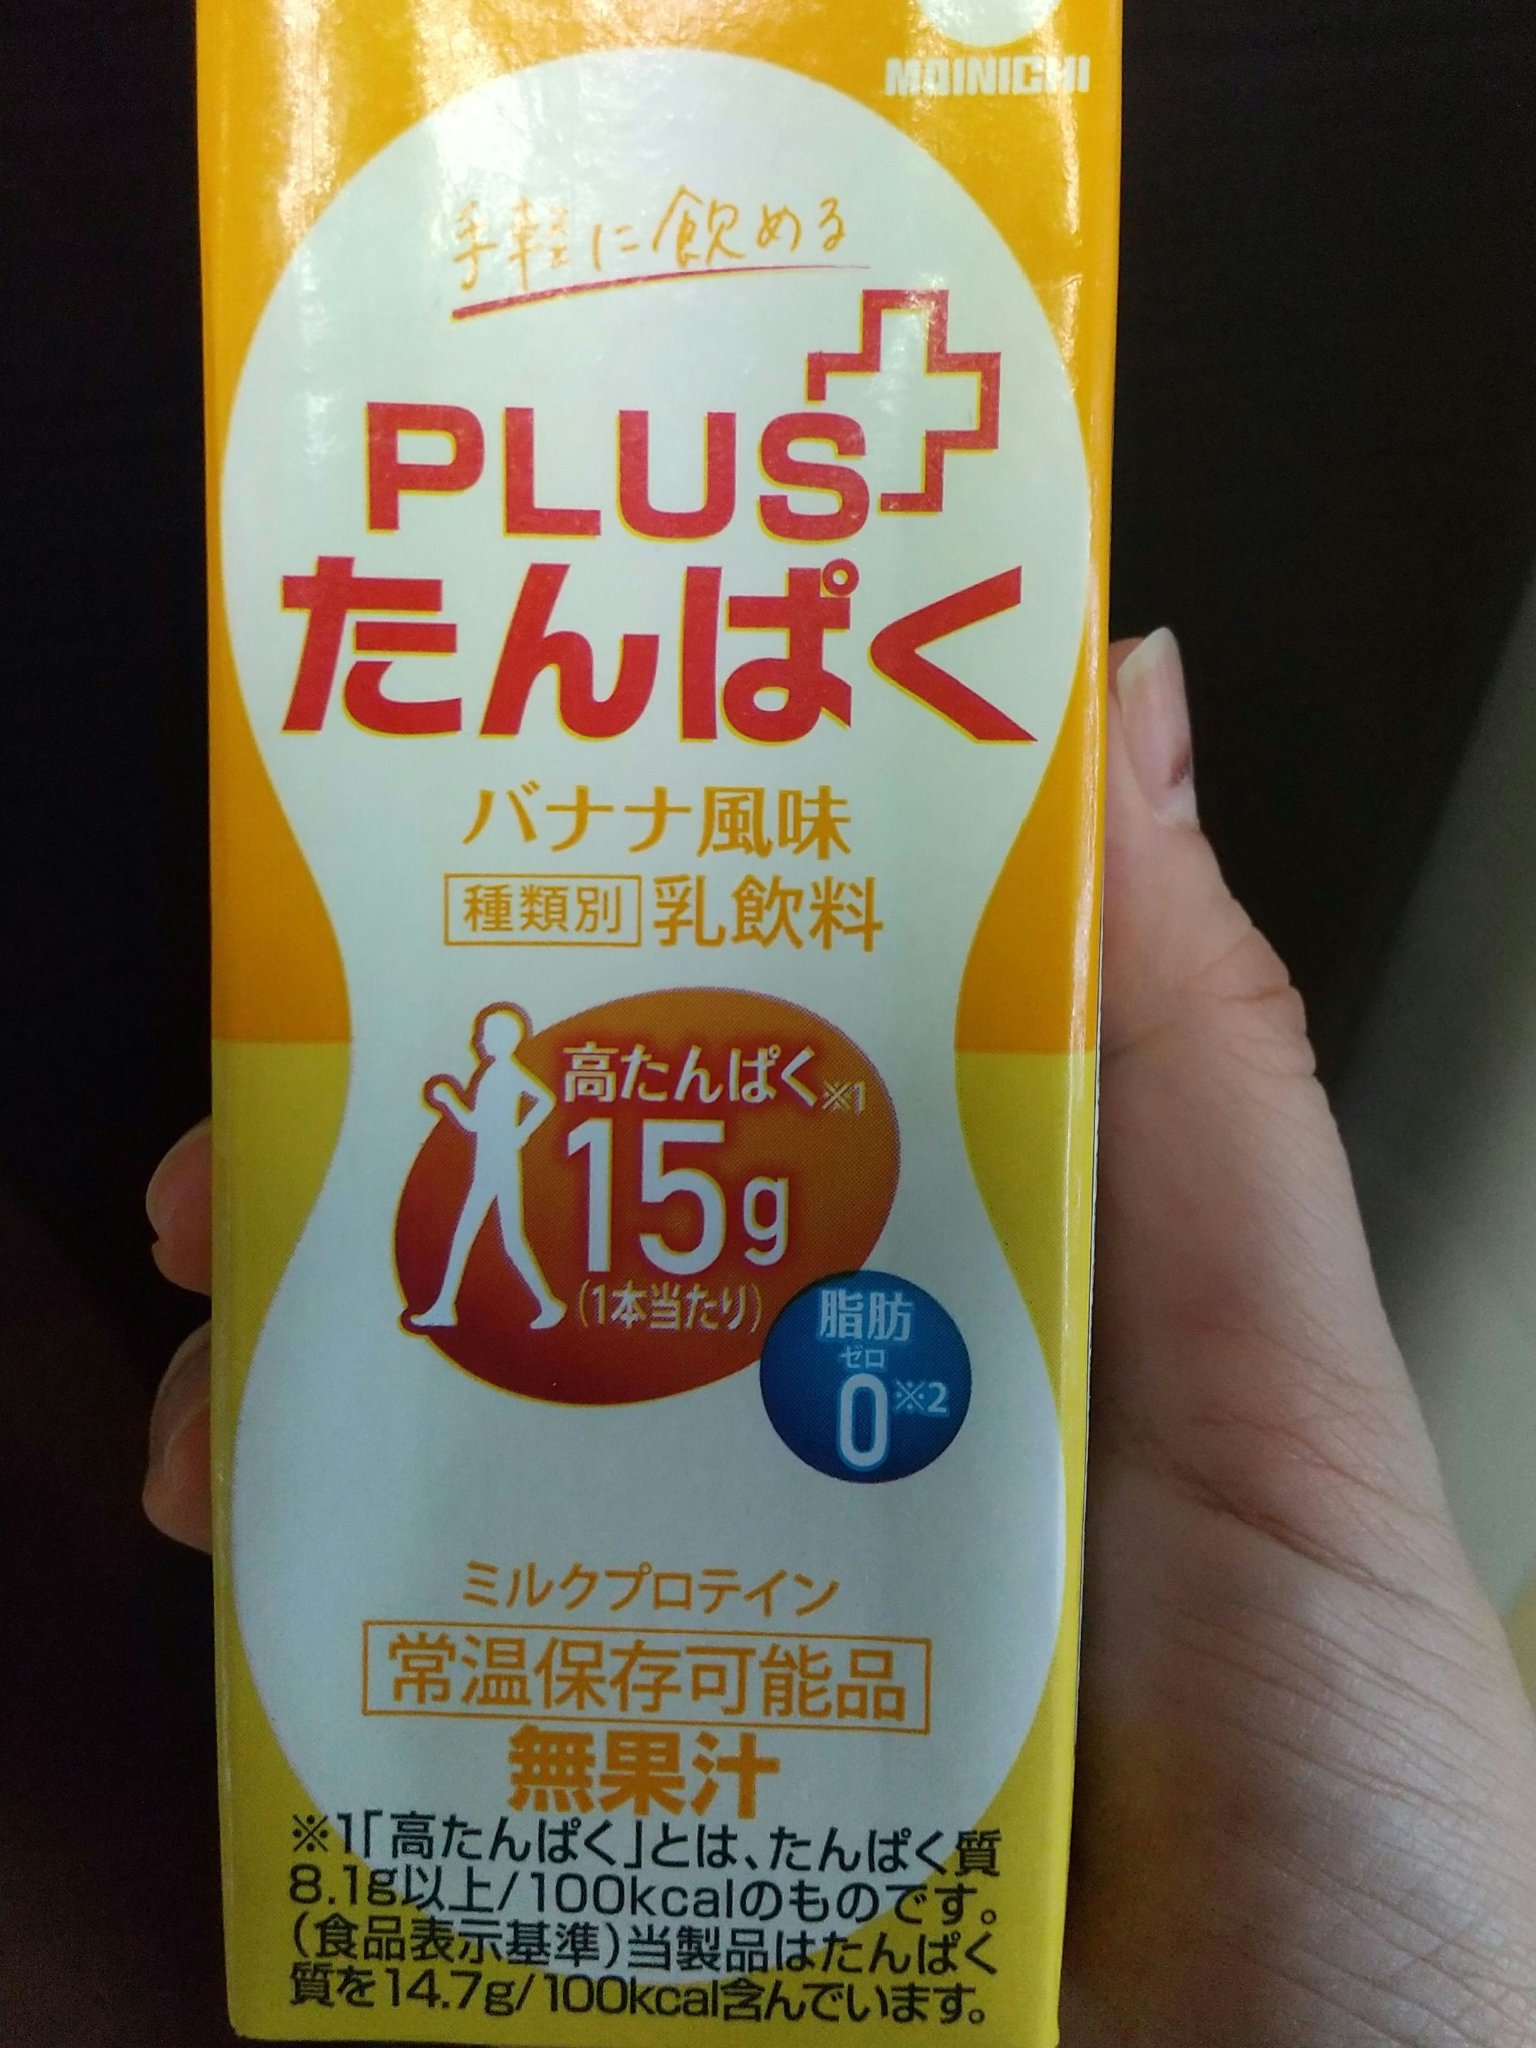 MAINICHI
手軽に飲める
PLUS
たんぱく
バナナ風味
種類別 乳飲料
高たんぱく※1
15g
(1本当たり)
脂肪
ゼロ
0※2
ミルクプロテイン
常温保存可能品
無果汁
※1「高たんぱく」とは、たんぱく質
8.1g以上/100kcalのものです。
(食品表示基準)当製品はたんぱく
質を14.7g/100kcal含んでいます。